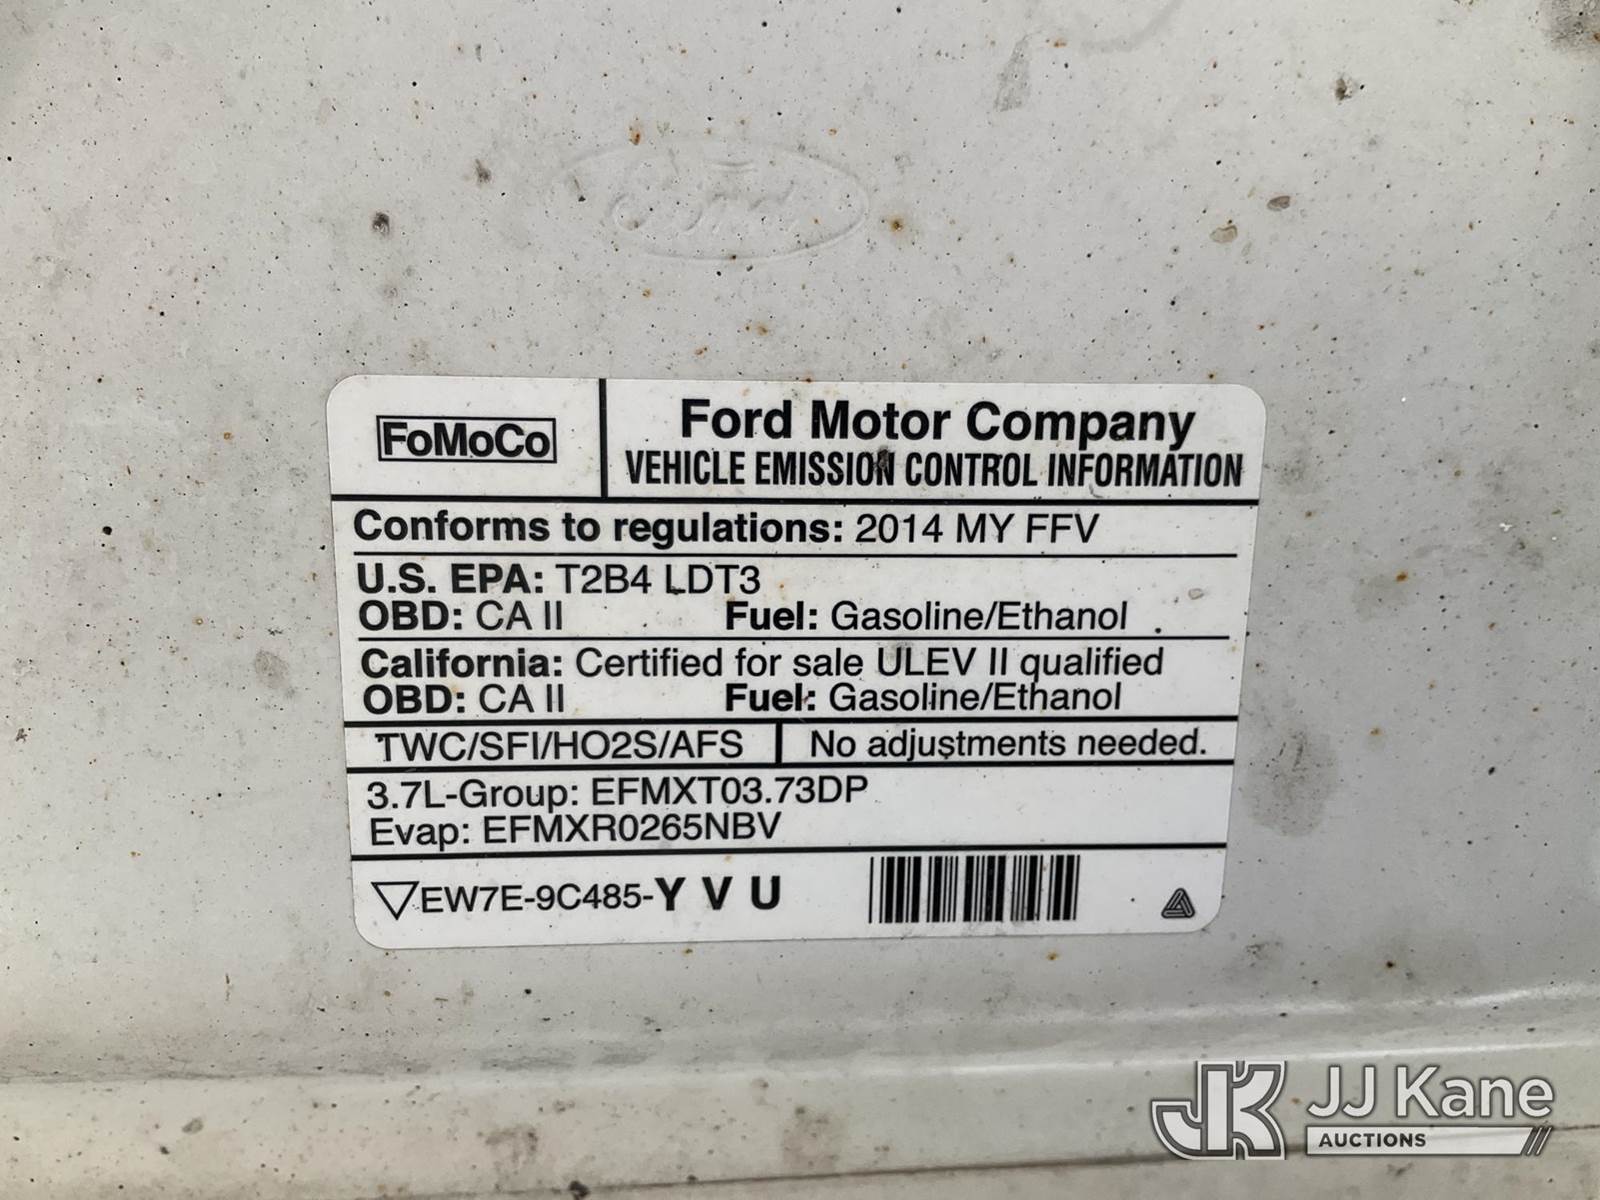 Ford
FoMoCo
Ford Motor Company
VEHICLE EMISSION CONTROL INFORMATION
Conforms to regulations: 2014 MY FFV
U.S. EPA: T2B4 LDT3
OBD: CA II Fuel: Gasoline/Ethanol
California: Certified for sale ULEV II qualified
OBD: CA II Fuel: Gasoline/Ethanol
TWC/SFI/HO2S/AFS No adjustments needed.
3.7L-Group: EFMXT03.73DP
Evap: EFMXR0265NBV
EW7E-9C485-Y V U
JK JJ Kane
AUCTIONS